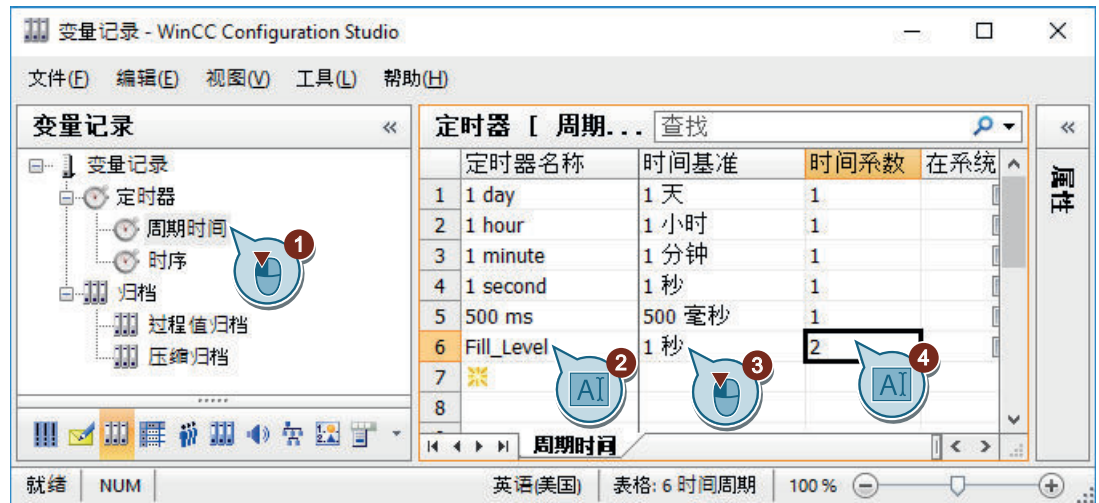 变量记录 - WinCC Configuration Studio
文件(F) 编辑(E) 视图(V) 工具(L) 帮助(H)
变量记录 «
变量记录
定时器
周期时间
时序
归档
过程值归档
压缩归档
1
定时器 [ 周期... 查找
定时器名称 时间基准 时间系数 在系统
1 1 day 1 天 1
2 1 hour 1 小时 1
3 1 minute 1 分钟 1
4 1 second 1 秒 1
5 500 ms 500 毫秒 1
6 Fill_Level 1 秒 2
7
8
2
AI
3
4
AI
周期时间
«
属性
就绪 NUM 英语(美国) 表格: 6 时间周期 100 %